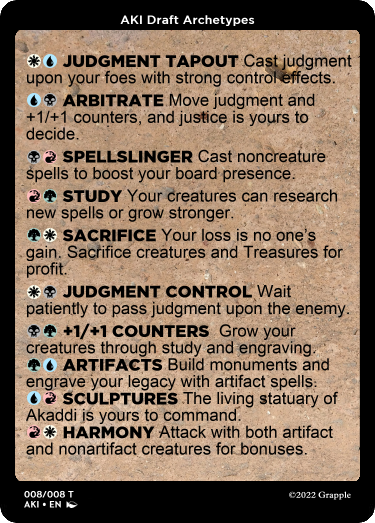 AKI Draft Archetypes
JUDGMENT TAPOUT Cast judgment
upon your foes with strong control effects.
ARBITRATE Move judgment and
+1/+1 counters, and justice is yours to
decide.
SPELLSLINGER Cast noncreature
spells to boost your board presence.
STUDY Your creatures can research
new spells or grow stronger.
SACRIFICE Your loss is no one’s
gain. Sacrifice creatures and Treasures for
profit.
JUDGMENT CONTROL Wait
patiently to pass judgment upon the enemy.
+1/+1 COUNTERS Grow your
creatures through study and engraving.
ARTIFACTS Build monuments and
engrave your legacy with artifact spells.
SCULPTURES The living statuary of
Akaddi is yours to command.
HARMONY Attack with both artifact
and nonartifact creatures for bonuses.
008/008 T
AKI • EN
©2022 Grapple